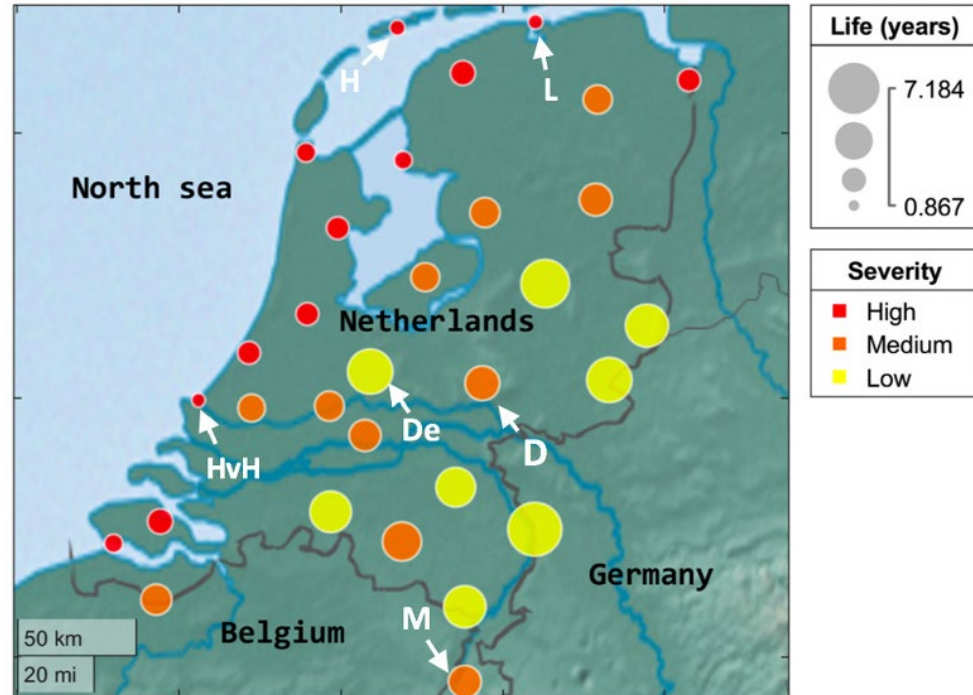 H
L
North sea
Netherlands
De
D
HvH
Germany
M
Belgium
50 km
20 mi
Life (years)
7.184
0.867
Severity
High
Medium
Low